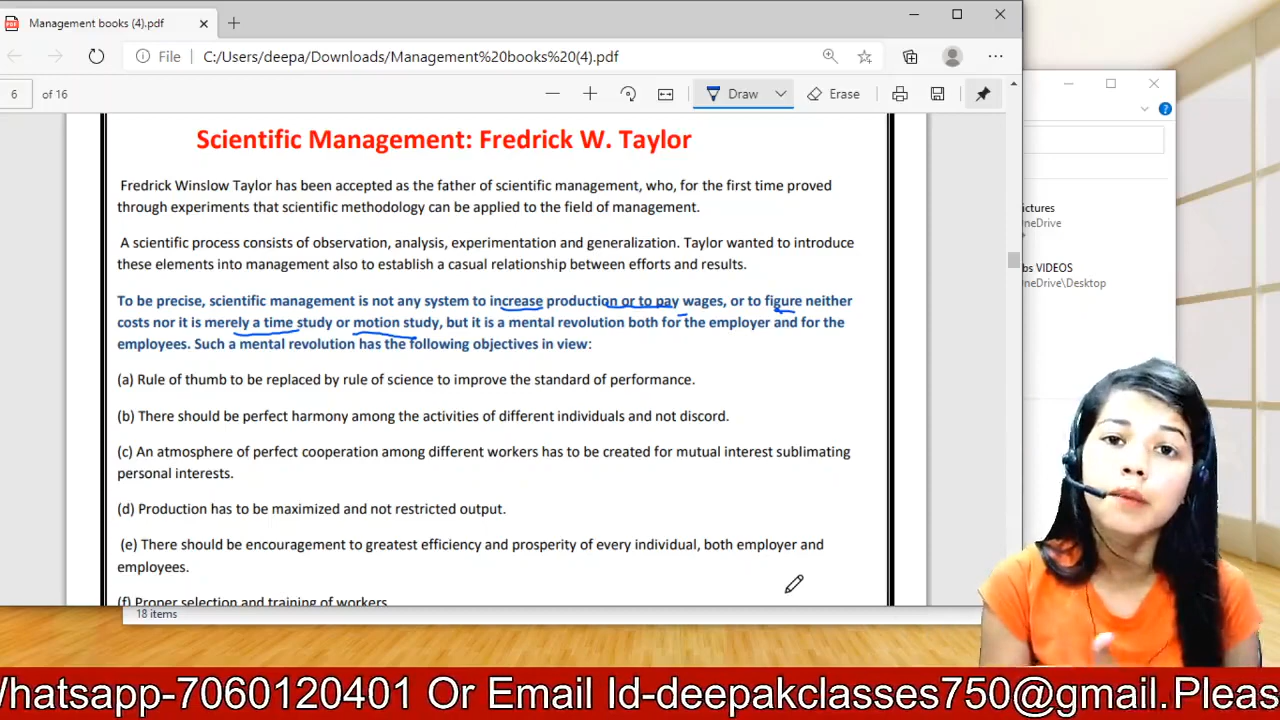 Management books (4).pdf
File
C:/Users/deepa/Downloads/Management%20books%20(4).pdf
6 of 16
Draw
Erase
Scientific Management: Fredrick W. Taylor
Fredrick Winslow Taylor has been accepted as the father of scientific management, who, for the first time proved
through experiments that scientific methodology can be applied to the field of management.
A scientific process consists of observation, analysis, experimentation and generalization. Taylor wanted to introduce
these elements into management also to establish a casual relationship between efforts and results.
To be precise, scientific management is not any system to increase production or to pay wages, or to figure neither
costs nor it is merely a time study or motion study, but it is a mental revolution both for the employer and for the
employees. Such a mental revolution has the following objectives in view:
(a) Rule of thumb to be replaced by rule of science to improve the standard of performance.
(b) There should be perfect harmony among the activities of different individuals and not discord.
(c) An atmosphere of perfect cooperation among different workers has to be created for mutual interest sublimating
personal interests.
(d) Production has to be maximized and not restricted output.
(e) There should be encouragement to greatest efficiency and prosperity of every individual, both employer and
employees.
(f) Proper selection and training of workers
18 items
ictures
neDrive
bs VIDEOS
neDrive\Desktop
Whatsapp-7060120401 Or Email Id-deepakclasses750@gmail.Pleas